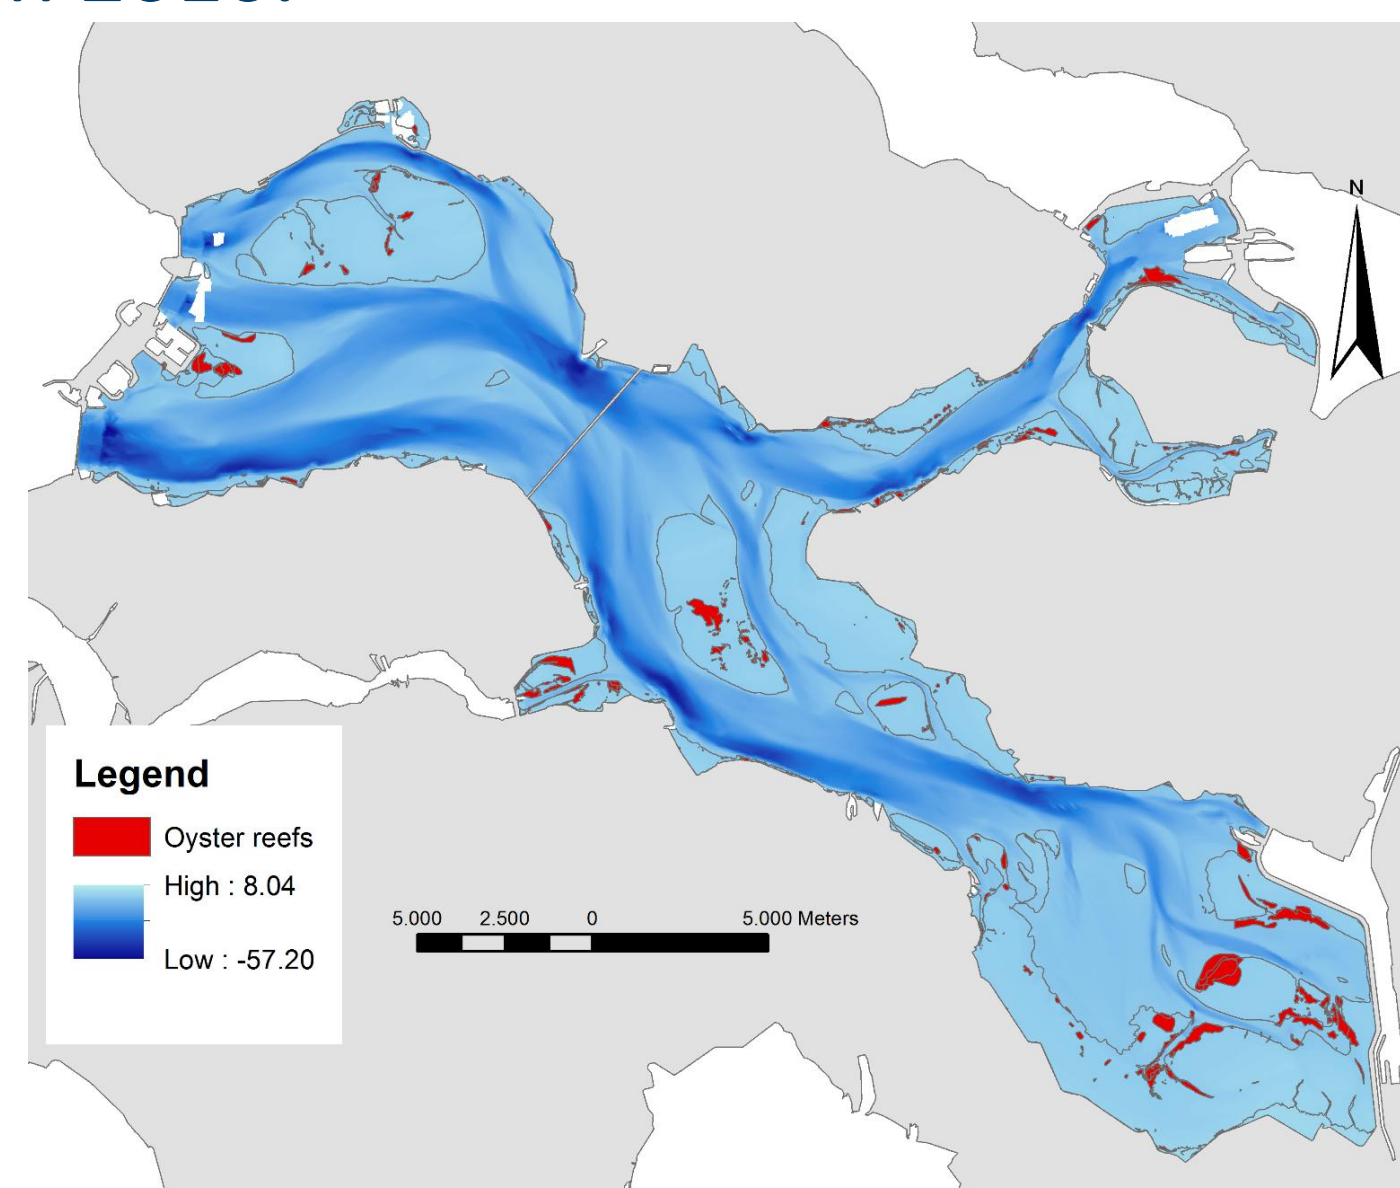 N
Legend
Oyster reefs
High : 8.04
Low : -57.20
5.000 2.500 0 5.000 Meters